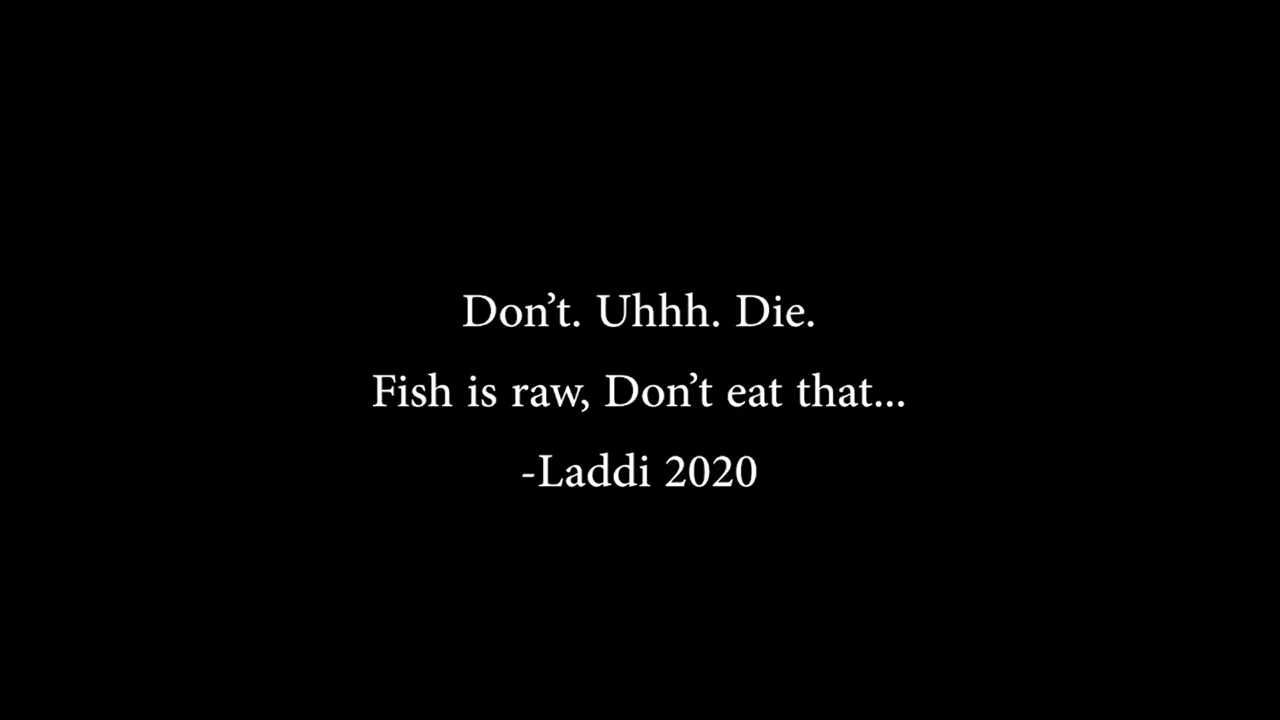 Don’t. Uhhh. Die.
Fish is raw, Don’t eat that...
-Laddi 2020